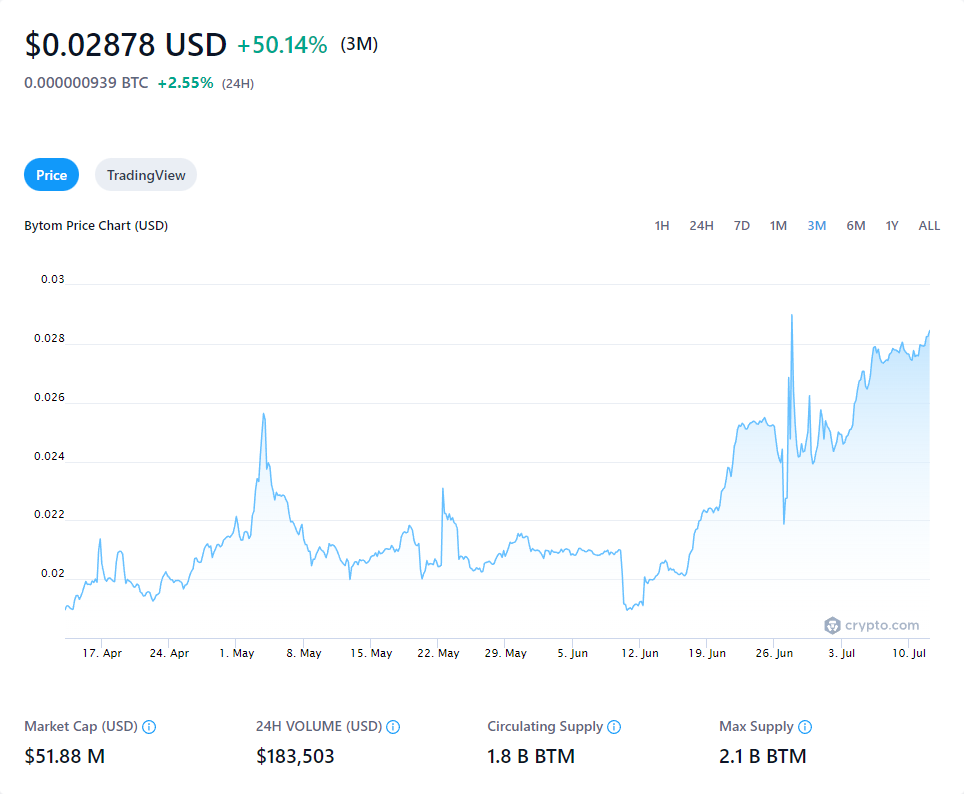 $0.02878 USD +50.14% (3M)
0.000000939 BTC +2.55% (24H)
Price TradingView
Bytom Price Chart (USD) 1H 24H 7D 1M 3M 6M 1Y ALL
0.03
0.028
0.026
0.024
0.022
0.02
crypto.com
17. Apr 24. Apr 1. May 8. May 15. May 22. May 29. May 5. Jun 12. Jun 19. Jun 26. Jun 3. Jul 10. Jul
Market Cap (USD) 24H VOLUME (USD) Circulating Supply Max Supply
$51.88 M $183,503 1.8 B BTM 2.1 B BTM